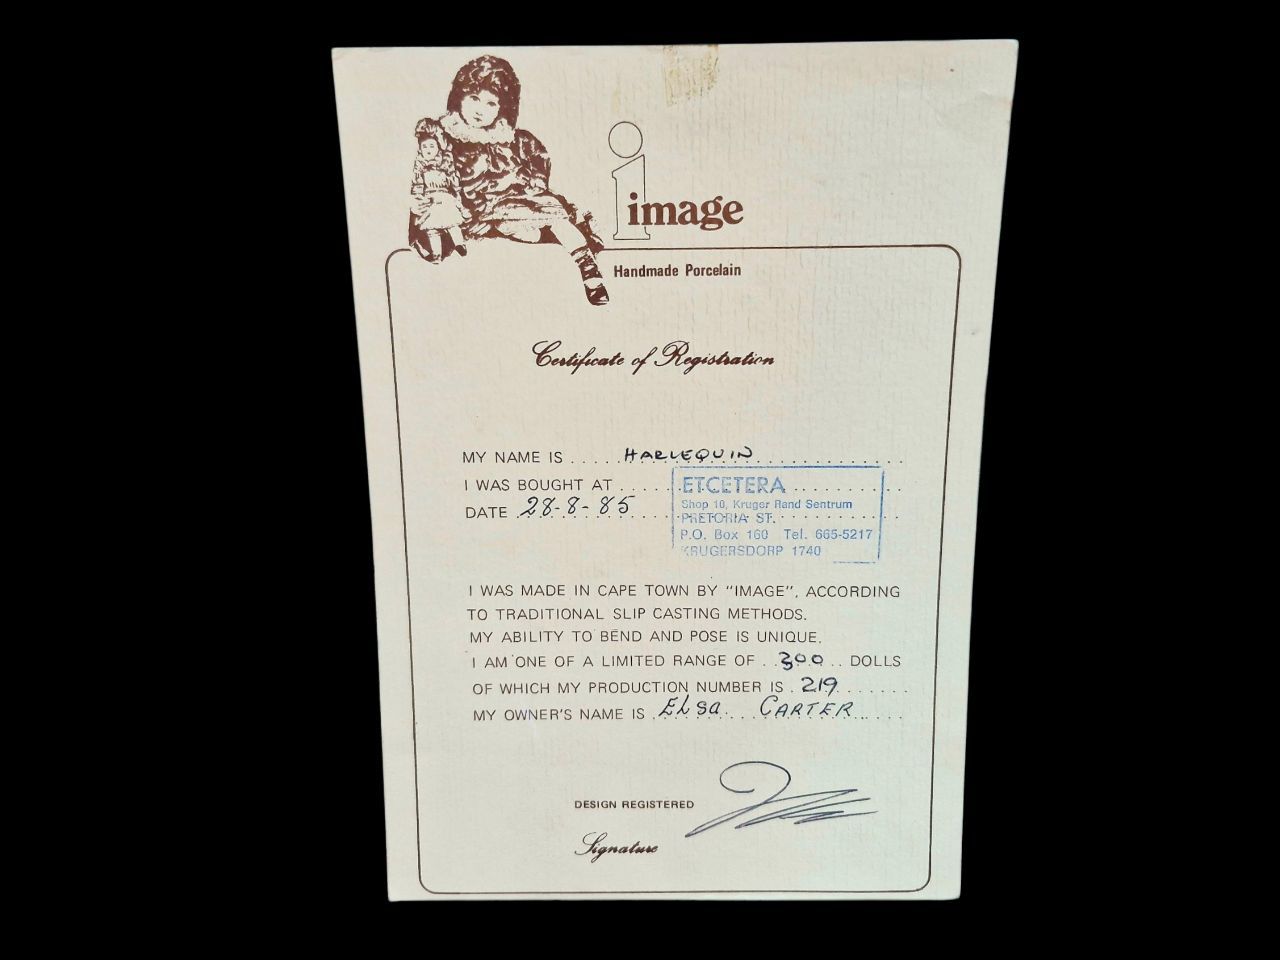 i
image
Handmade Porcelain
Certificate of Registration
MY NAME IS ..... HARLEQUIN
I WAS BOUGHT AT ..... ETCETERA
Shop 10, Kruger Rand Sentrum
DATE 28-8-85
PRETORIA ST.
P.O. Box 160 Tel. 665-5217
KRUGERSDORP 1740
I WAS MADE IN CAPE TOWN BY "IMAGE", ACCORDING
TO TRADITIONAL SLIP CASTING METHODS.
MY ABILITY TO BEND AND POSE IS UNIQUE.
I AM ONE OF A LIMITED RANGE OF ..300.. DOLLS
OF WHICH MY PRODUCTION NUMBER IS .219.......
MY OWNER'S NAME IS .ELSA CARTER.....
DESIGN REGISTERED
Signature